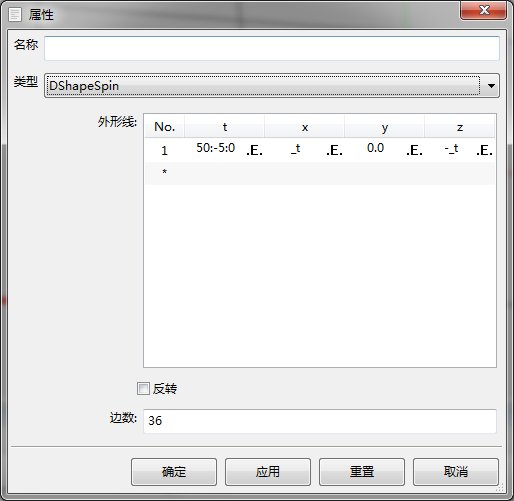 属性
名称
类型 DShapeSpin
外形线: No. t x y z
1 50:-5:0 .E. _t .E. 0.0 .E. -_t .E.
*
反转
边数: 36
确定 应用 重置 取消